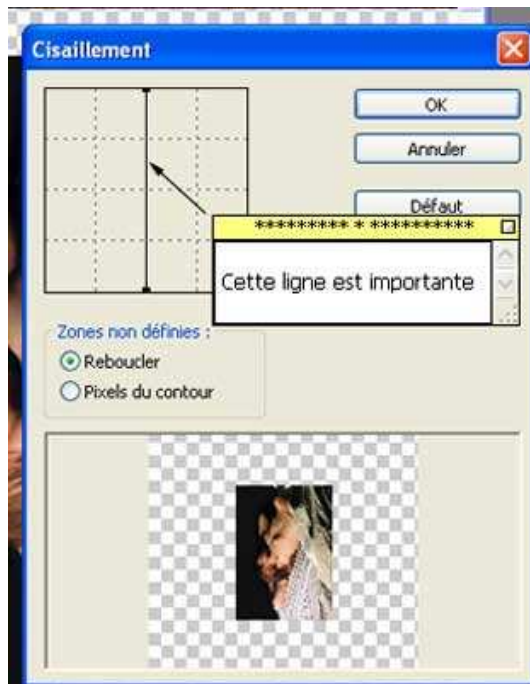 Cisaillement
OK
Annuler
Défaut
********* * **********
Cette ligne est importante
Zones non définies :
Reboucler
Pixels du contour